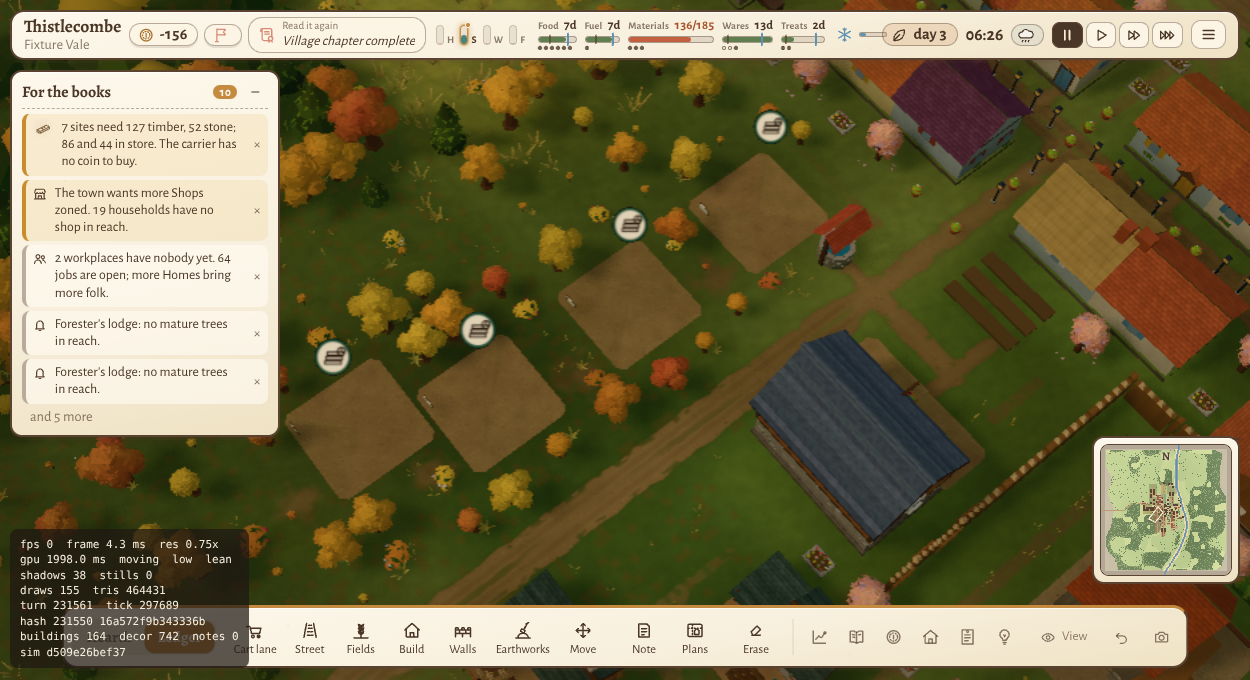 Thistlecombe
Fixture Vale
-156
Read it again
Village chapter complete
H S W F
Food 7d
Fuel 7d
Materials 136/185
Wares 13d
Treats 2d
day 3
06:26
For the books
10
7 sites need 127 timber, 52 stone;
86 and 44 in store. The carrier has
no coin to buy.
The town wants more Shops
zoned. 19 households have no
shop in reach.
2 workplaces have nobody yet. 64
jobs are open; more Homes bring
more folk.
Forester's lodge: no mature trees
in reach.
Forester's lodge: no mature trees
in reach.
and 5 more
N
fps 0 frame 4.3 ms res 0.75x
gpu 1998.0 ms moving low lean
shadows 38 stills 0
draws 155 tris 464431
turn 231561 tick 297689
hash 231550 16a572f9b343336b
buildings 164 decor 742 notes 0
sim d509e26bef37
Cart lane
Street
Fields
Build
Walls
Earthworks
Move
Note
Plans
Erase
View